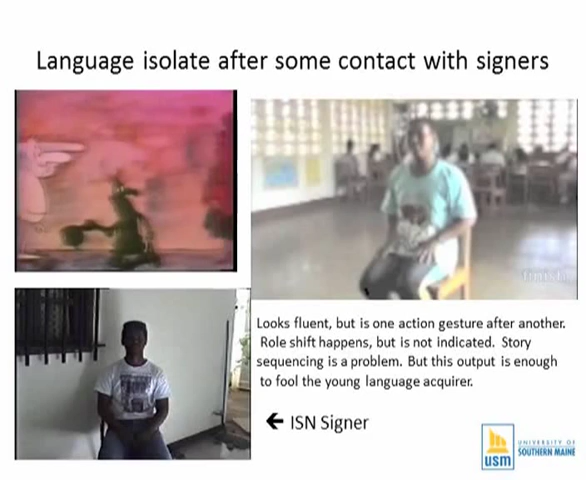 Language isolate after some contact with signers
Looks fluent, but is one action gesture after another.
Role shift happens, but is not indicated. Story
sequencing is a problem. But this output is enough
to fool the young language acquirer.
← ISN Signer
UNIVERSITY OF
SOUTHERN MAINE
usm